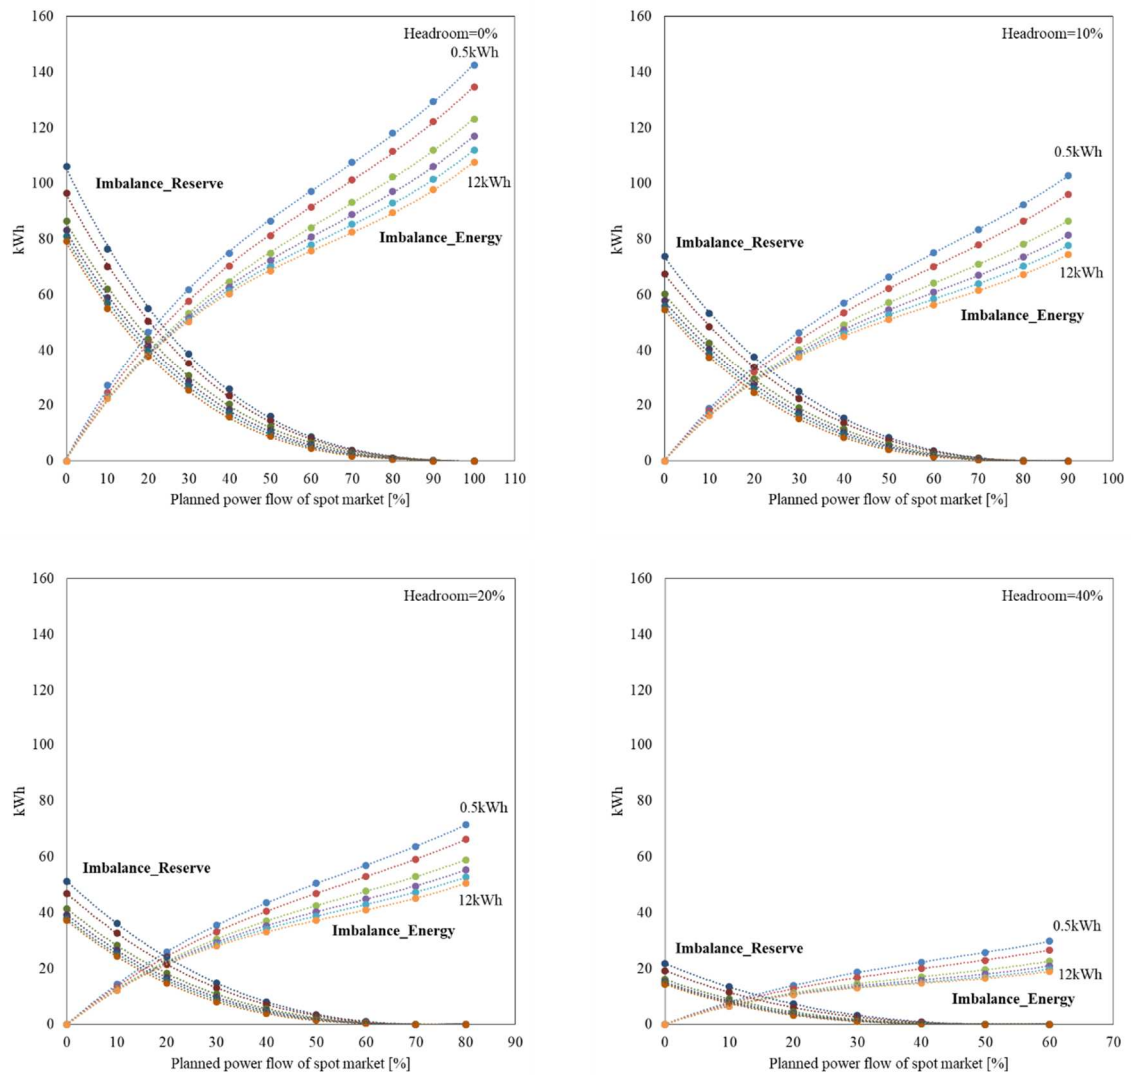 Headroom=0%
160
140
120
100
80
60
40
20
0
kWh
0.5kWh
Imbalance_Reserve
12kWh
Imbalance_Energy
0 10 20 30 40 50 60 70 80 90 100 110
Planned power flow of spot market [%]
Headroom=10%
160
140
120
100
80
60
40
20
0
kWh
0.5kWh
Imbalance_Reserve
12kWh
Imbalance_Energy
0 10 20 30 40 50 60 70 80 90 100
Planned power flow of spot market [%]
Headroom=20%
160
140
120
100
80
60
40
20
0
kWh
0.5kWh
Imbalance_Reserve
12kWh
Imbalance_Energy
0 10 20 30 40 50 60 70 80 90
Planned power flow of spot market [%]
Headroom=40%
160
140
120
100
80
60
40
20
0
kWh
0.5kWh
Imbalance_Reserve
12kWh
Imbalance_Energy
0 10 20 30 40 50 60 70
Planned power flow of spot market [%]